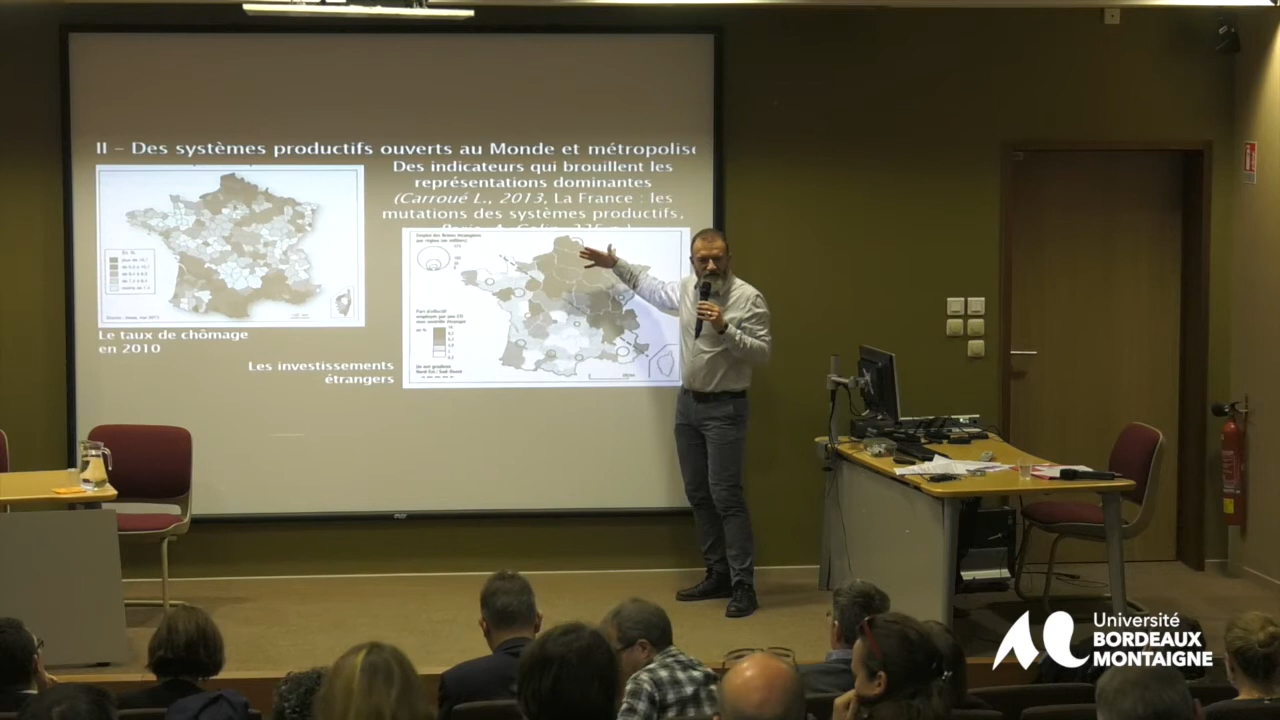 II – Des systèmes productifs ouverts au Monde et métropolis
Des indicateurs qui brouillent les
représentations dominantes
(Carroué L., 2013, La France : les
mutations des systèmes productifs,
Le taux de chômage
en 2010
Les investissements
étrangers
Université
BORDEAUX
MONTAIGNE